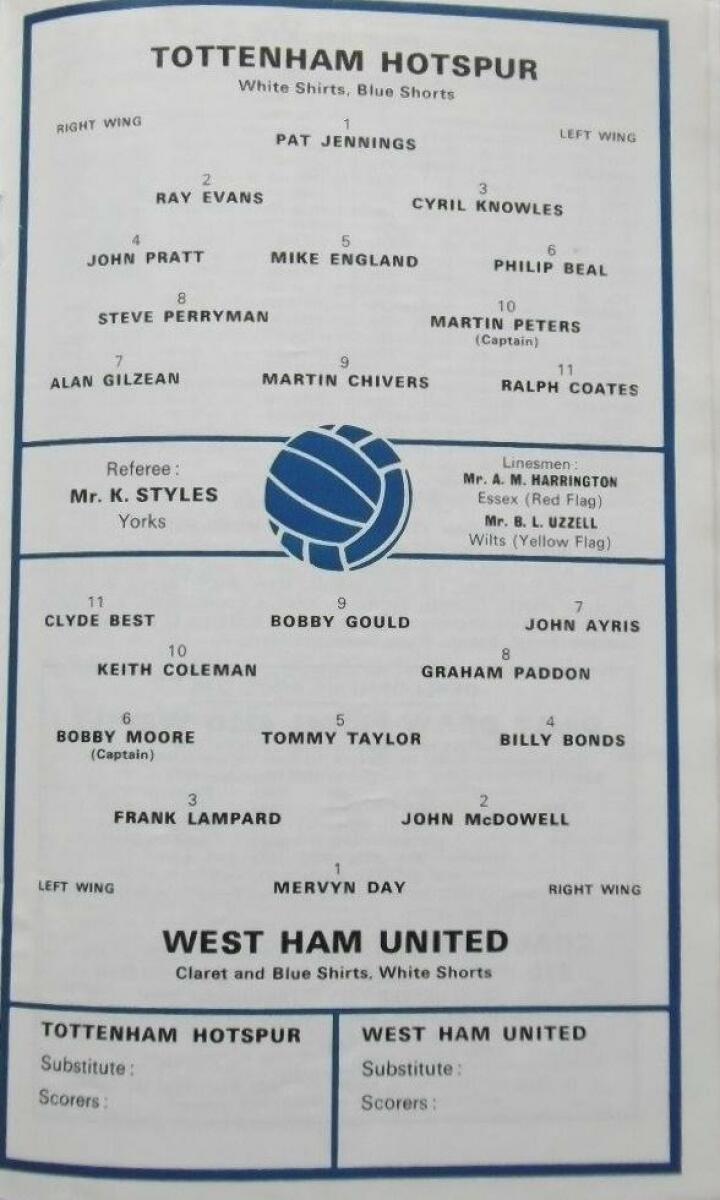 TOTTENHAM HOTSPUR
White Shirts, Blue Shorts
RIGHT WING
1
LEFT WING
PAT JENNINGS
2
3
RAY EVANS
CYRIL KNOWLES
4
5
6
JOHN PRATT
MIKE ENGLAND
PHILIP BEAL
8
10
STEVE PERRYMAN
MARTIN PETERS
(Captain)
7
9
11
ALAN GILZEAN
MARTIN CHIVERS
RALPH COATES
Referee :
Mr. K. STYLES
Yorks
Linesmen :
Mr. A. M. HARRINGTON
Essex (Red Flag)
Mr. B. L. UZZELL
Wilts (Yellow Flag)
11
9
7
CLYDE BEST
BOBBY GOULD
JOHN AYRIS
10
8
KEITH COLEMAN
GRAHAM PADDON
6
5
4
BOBBY MOORE
TOMMY TAYLOR
BILLY BONDS
(Captain)
3
2
FRANK LAMPARD
JOHN McDOWELL
1
LEFT WING
MERVYN DAY
RIGHT WING
WEST HAM UNITED
Claret and Blue Shirts, White Shorts
TOTTENHAM HOTSPUR
Substitute :
Scorers :
WEST HAM UNITED
Substitute :
Scorers :